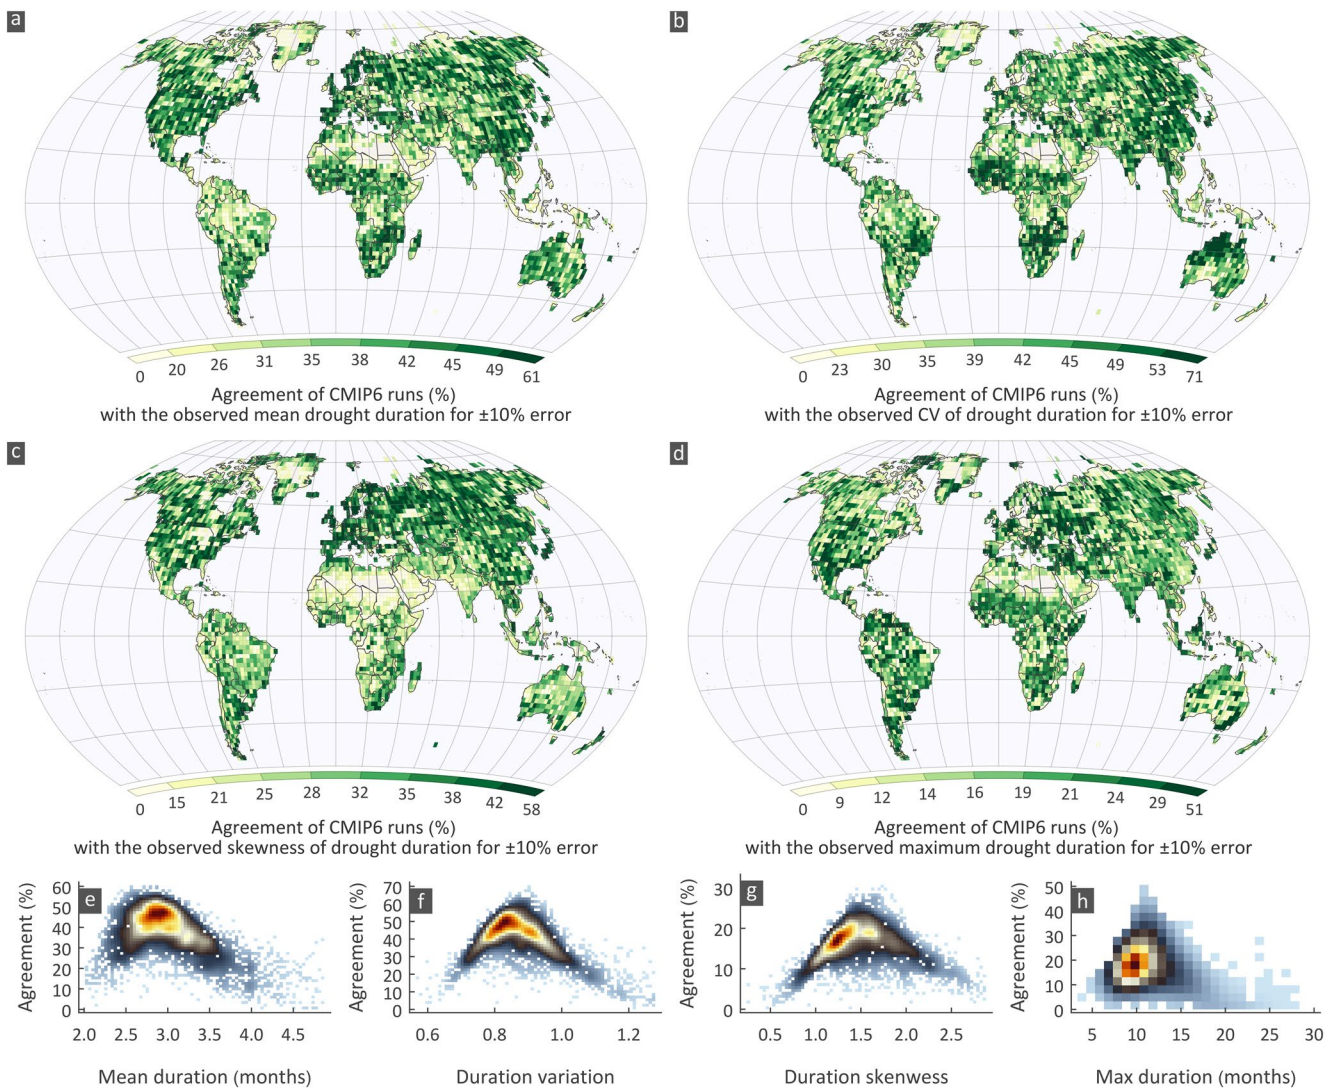 a
b
0 20 26 31 35 38 42 45 49 61
Agreement of CMIP6 runs (%)
with the observed mean drought duration for ±10% error
0 23 30 35 39 42 45 49 53 71
Agreement of CMIP6 runs (%)
with the observed CV of drought duration for ±10% error
c
d
0 15 21 25 28 32 35 38 42 58
Agreement of CMIP6 runs (%)
with the observed skewness of drought duration for ±10% error
0 9 12 14 16 19 21 24 29 51
Agreement of CMIP6 runs (%)
with the observed maximum drought duration for ±10% error
e
Agreement (%)
60
50
40
30
20
10
0
2.0 2.5 3.0 3.5 4.0 4.5
Mean duration (months)
f
Agreement (%)
70
60
50
40
30
20
10
0
0.6 0.8 1.0 1.2
Duration variation
g
Agreement (%)
30
20
10
0
0.5 1.0 1.5 2.0 2.5
Duration skenwess
h
Agreement (%)
50
40
30
20
10
0
5 10 15 20 25 30
Max duration (months)